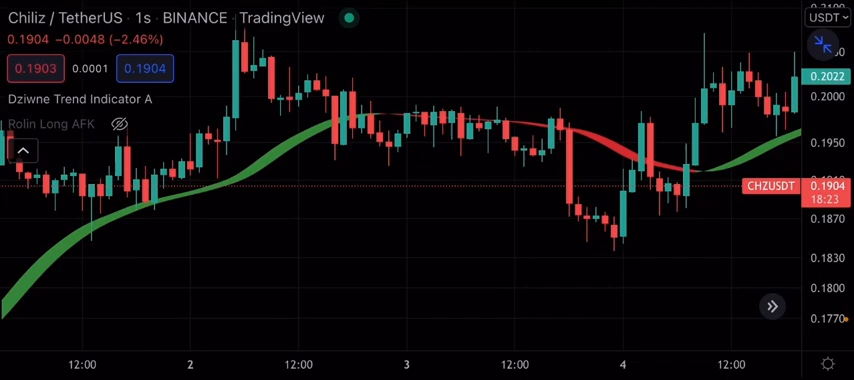 Chiliz / TetherUS · 1s · BINANCE · TradingView
0.1904 −0.0048 (−2.46%)
0.1903 0.0001 0.1904
Dziwne Trend Indicator A
Rolin Long AFK
USDT
0.2022
0.2000
0.1950
CHZUSDT 0.1904
18:23
0.1870
0.1830
0.1800
0.1770
12:00 2 12:00 3 12:00 4 12:00